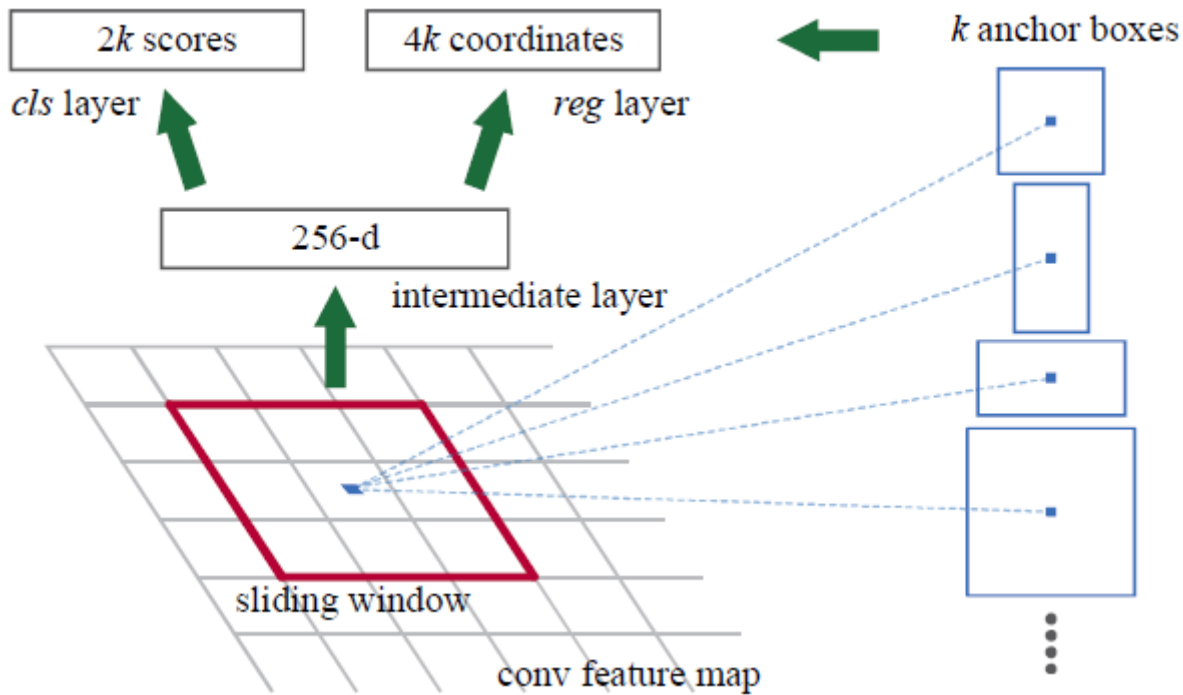 2k scores
4k coordinates
k anchor boxes
cls layer
reg layer
256-d
intermediate layer
sliding window
conv feature map